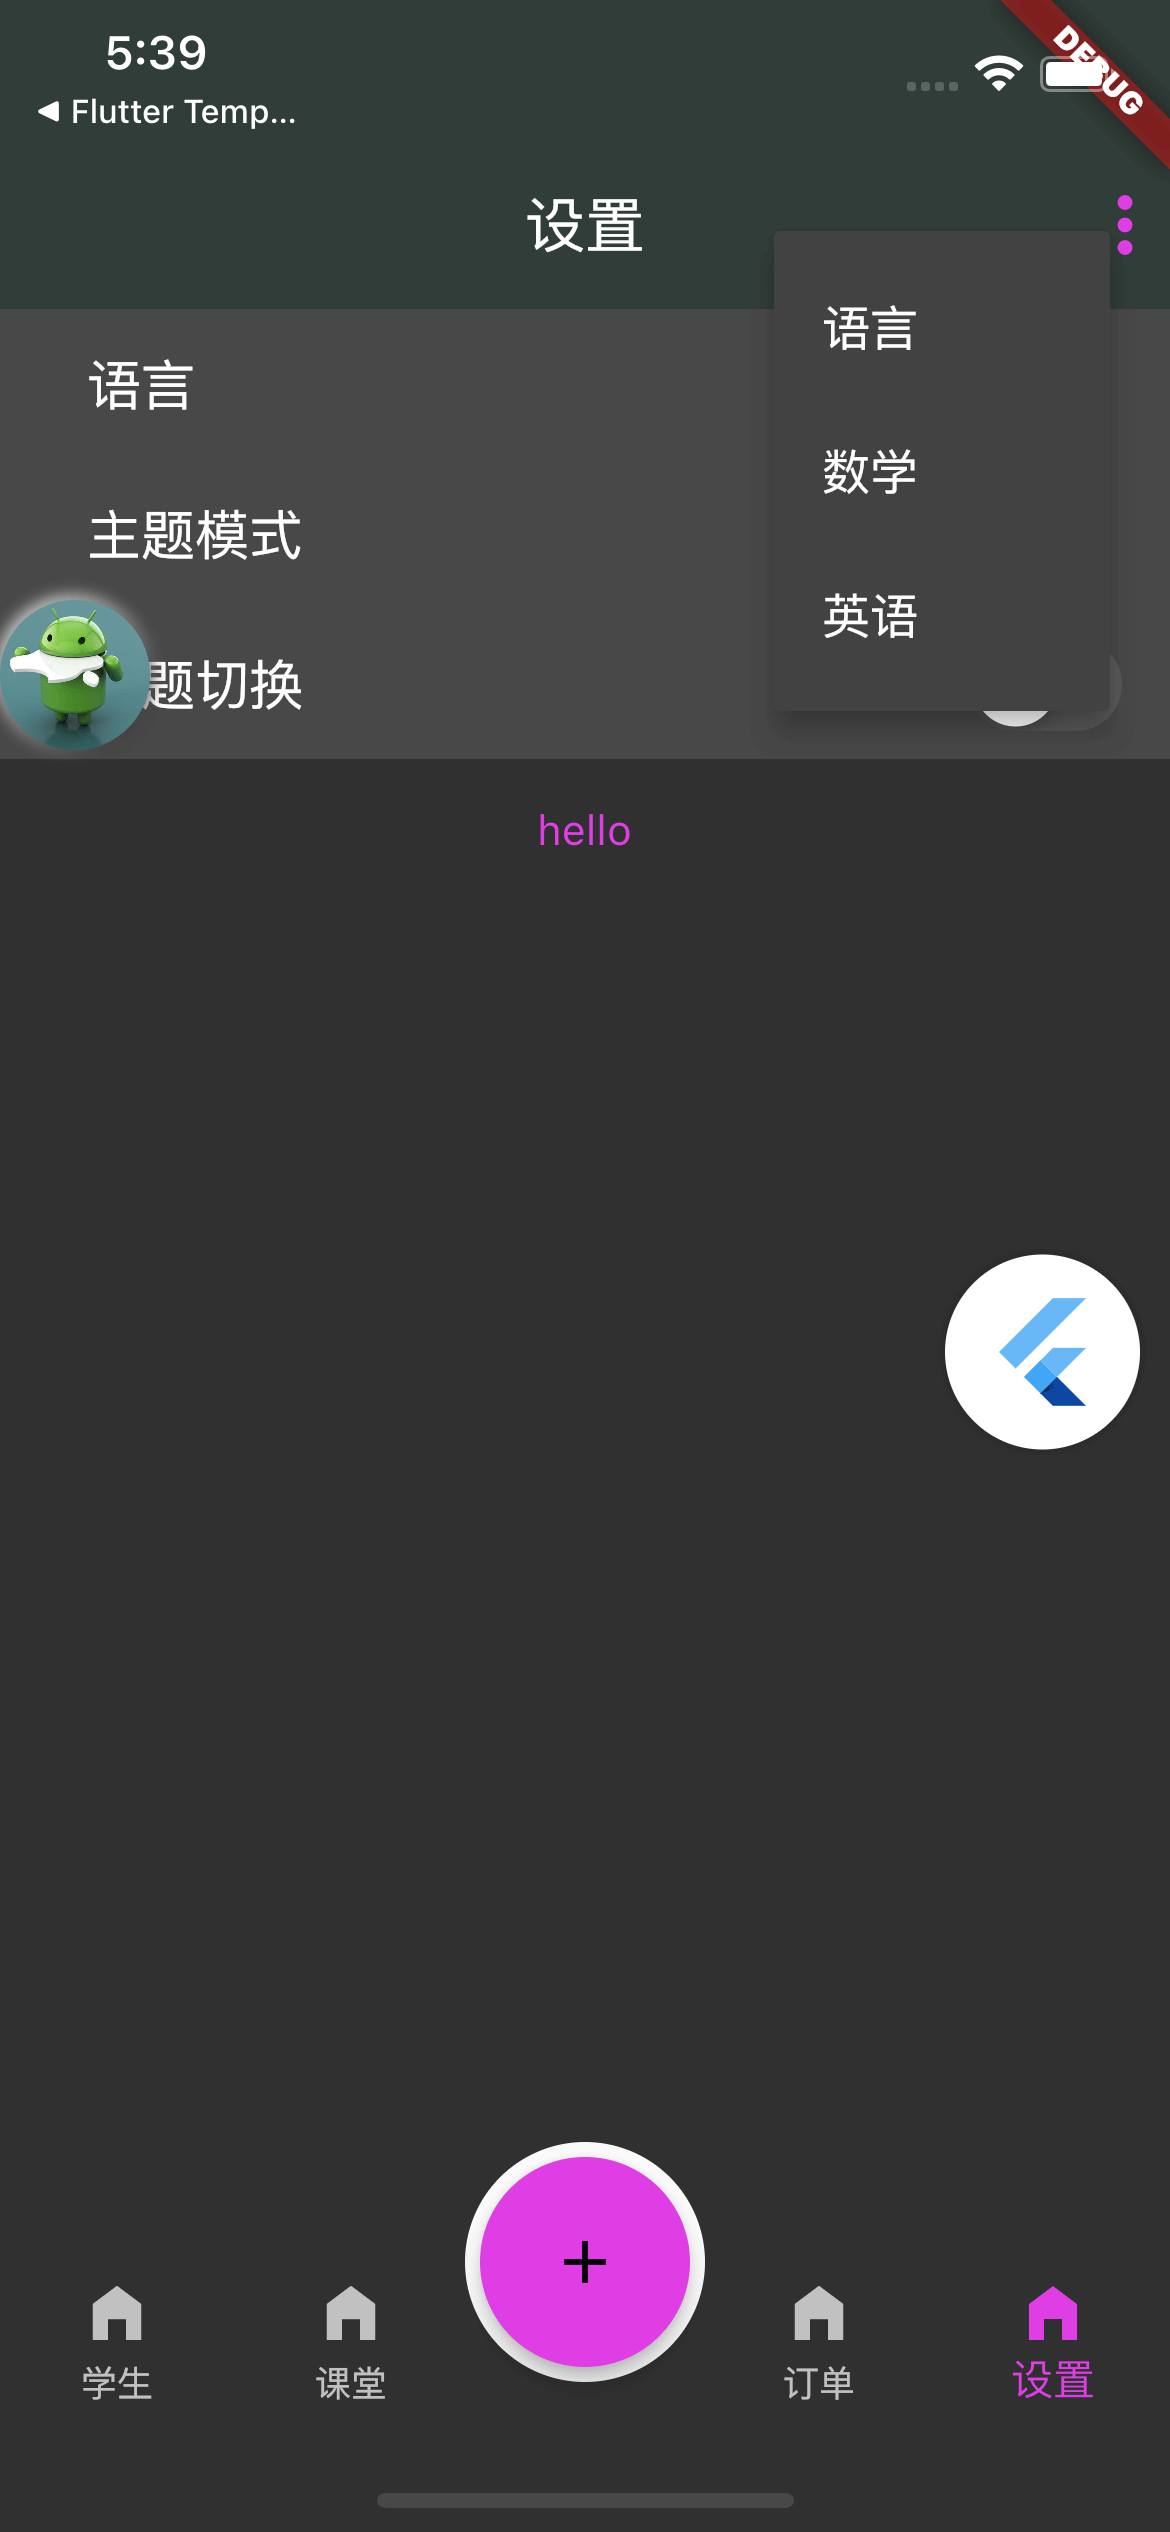 5:39
DEBUG
Flutter Temp...
设置
语言
数学
英语
语言
主题模式
题切换
hello
学生
课堂
订单
设置